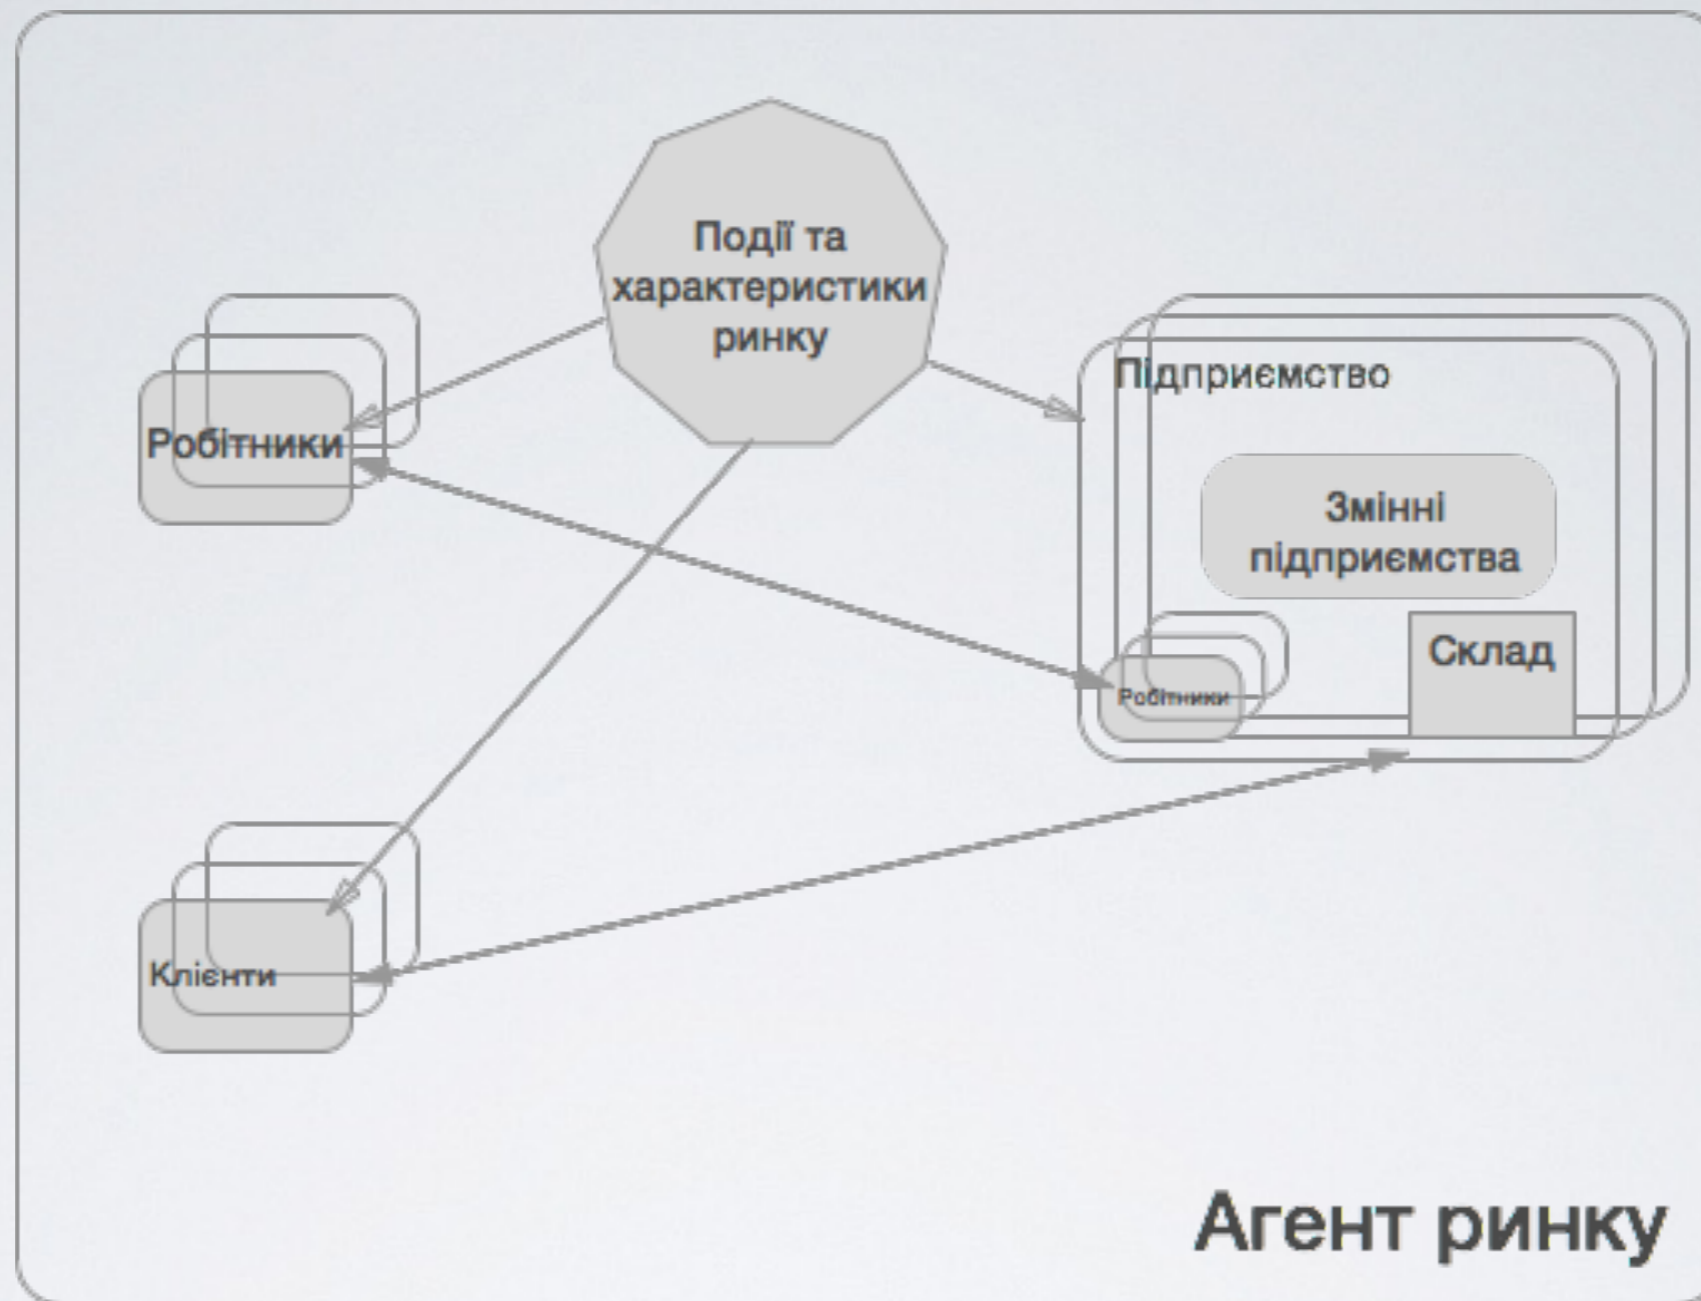 Події та
характеристики
ринку
Робітники
Підприємство
Змінні
підприємства
Робітники
Склад
Клієнти
Агент ринку